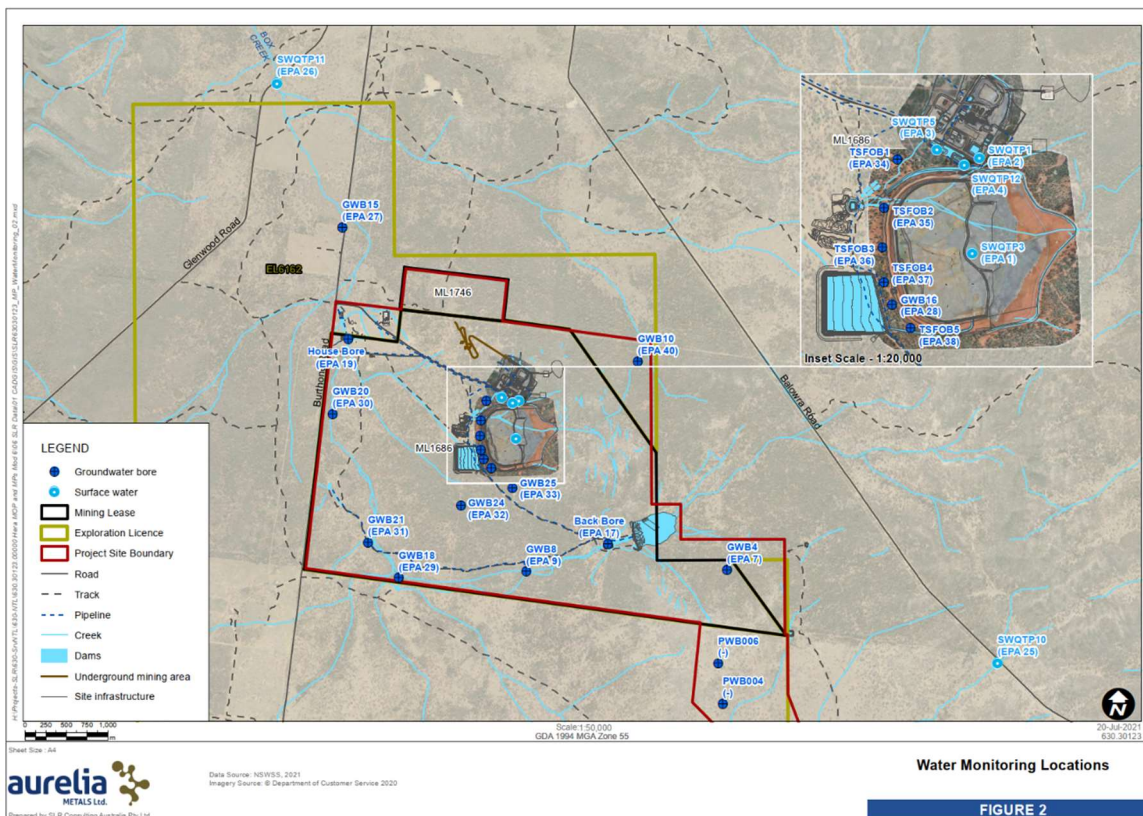 BOX
CREEK
SWQTP11
(EPA 26)
GWB15
(EPA 27)
Glenwood Road
EL6162
ML1746
House Bore
(EPA 19)
GWB10
(EPA 40)
GWB20
(EPA 30)
Balowra Road
ML1686
GWB25
(EPA 33)
GWB24
(EPA 32)
GWB21
(EPA 31)
GWB18
(EPA 29)
GWB8
(EPA 9)
Back Bore
(EPA 17)
GWB4
(EPA 7)
PWB006
(-)
PWB004
(-)
SWQTP10
(EPA 25)
ML1686
SWQTP5
(EPA 3)
TSFOB1
(EPA 34)
SWQTP1
(EPA 2)
SWQTP12
(EPA 4)
TSFOB2
(EPA 35)
TSFOB3
(EPA 36)
SWQTP3
(EPA 1)
TSFOB4
(EPA 37)
GWB16
(EPA 28)
TSFOB5
(EPA 38)
Inset Scale - 1:20,000
LEGEND
Groundwater bore
Surface water
Mining Lease
Exploration Licence
Project Site Boundary
Road
Track
Pipeline
Creek
Dams
Underground mining area
Site infrastructure
0 250 500 750 1,000
m
N
Scale:1:50,000
GDA 1994 MGA Zone 55
20-Jul-2021
630.30123
Sheet Size : A4
aurelia
METALS Ltd.
Prepared by SLR Consulting Australia Pty Ltd
Data Source: NSWSS, 2021
Imagery Source: © Department of Customer Service 2020
Water Monitoring Locations
FIGURE 2